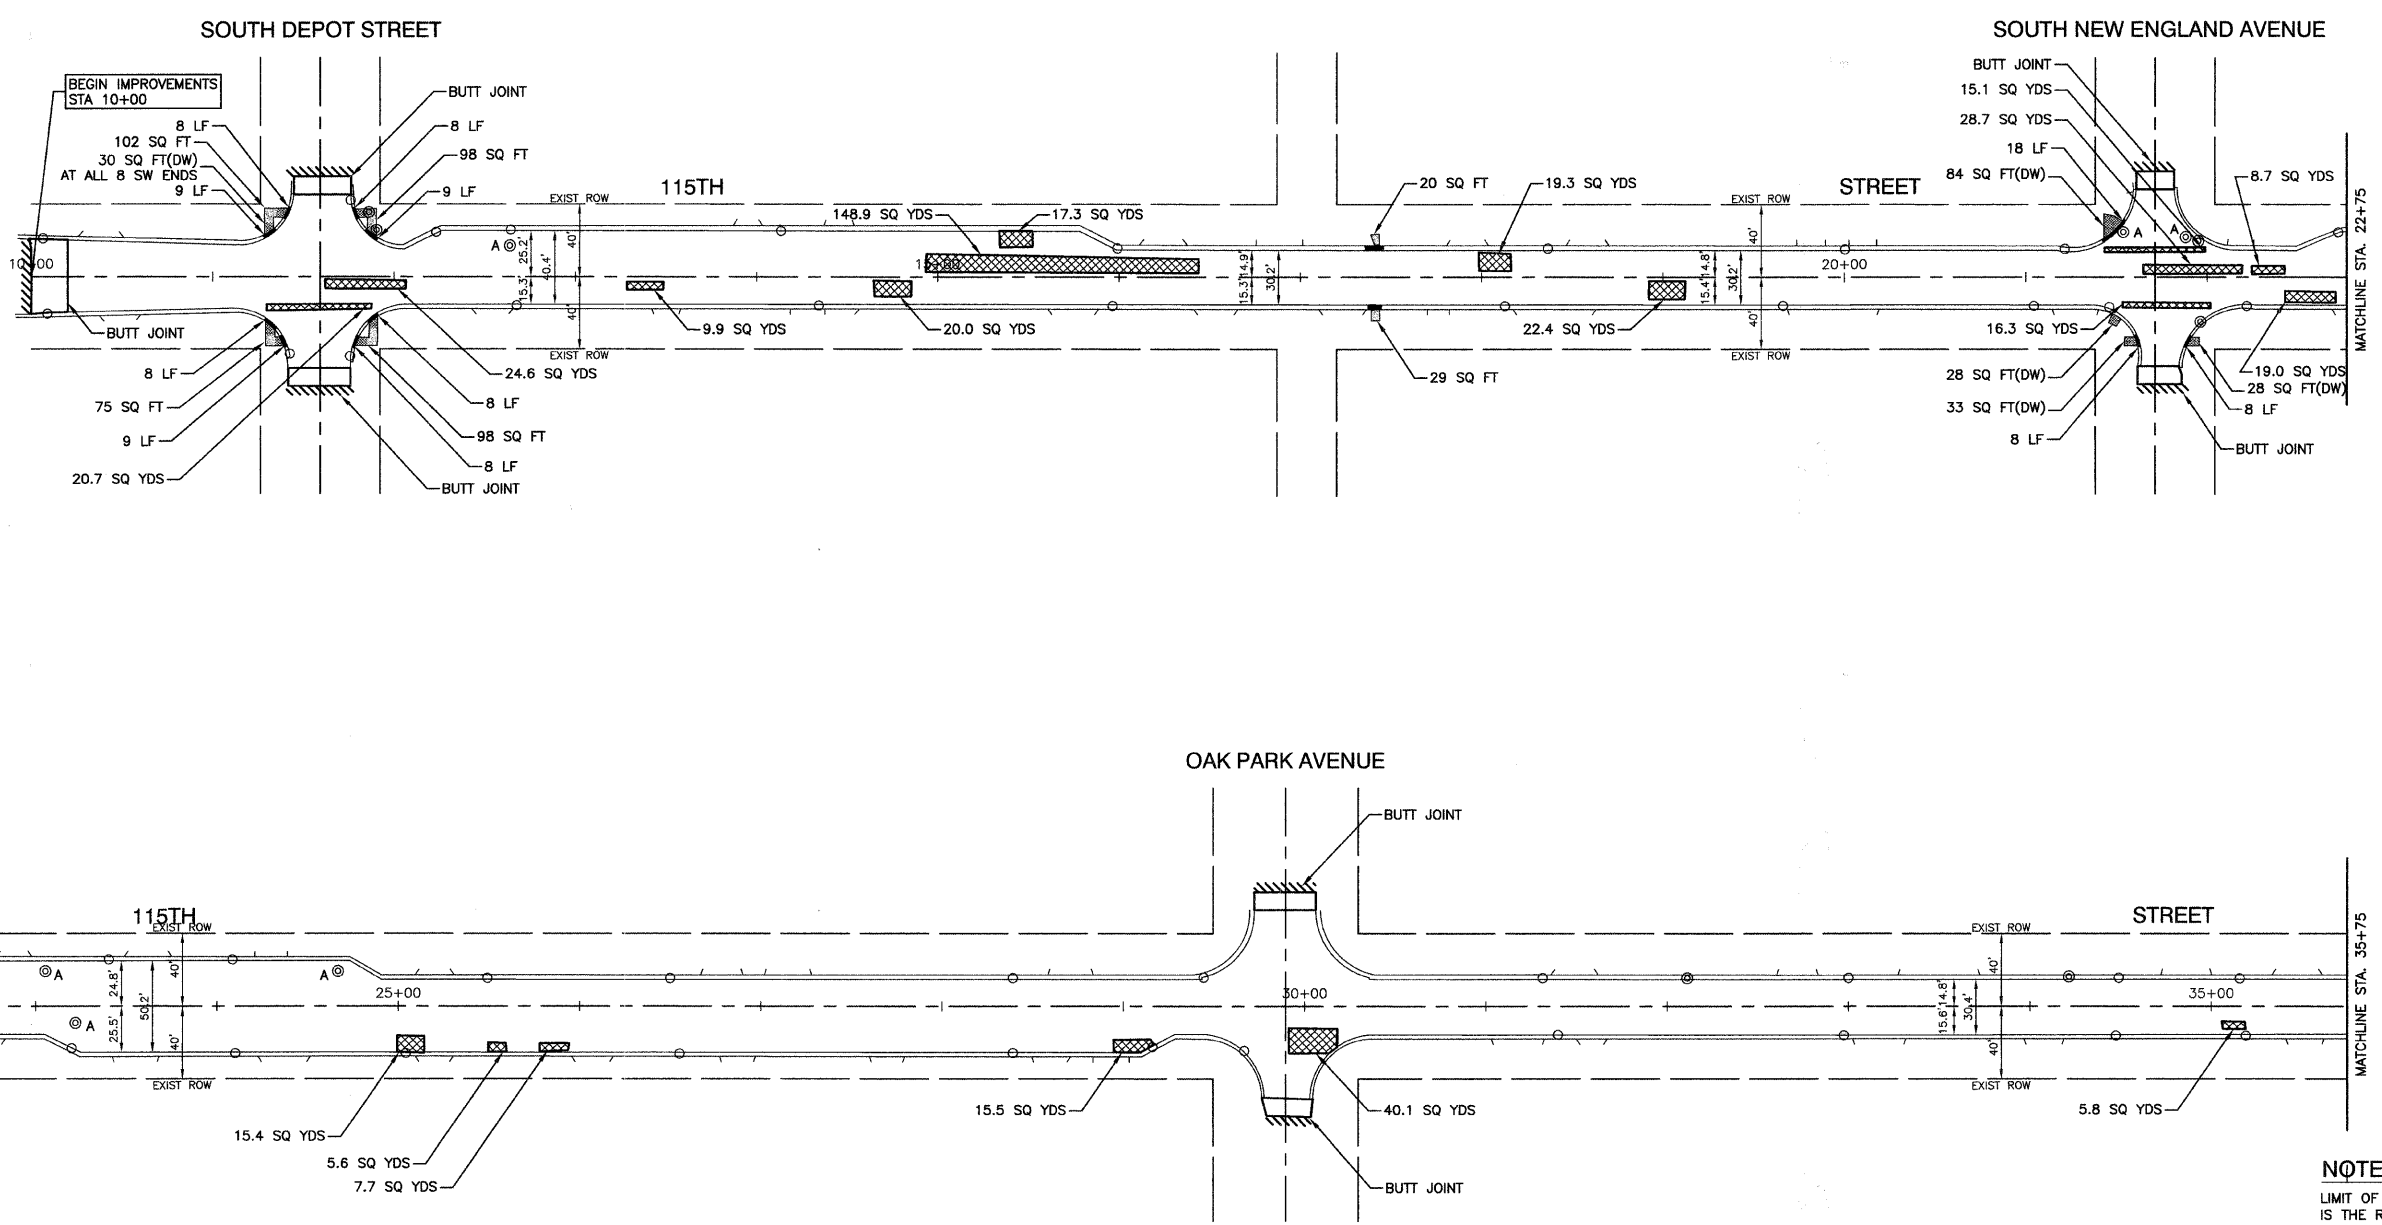 SOUTH DEPOT STREET
SOUTH NEW ENGLAND AVENUE
BEGIN IMPROVEMENTS
STA 10+00
8 LF
102 SQ FT
30 SQ FT(DW)
AT ALL 8 SW ENDS
9 LF
BUTT JOINT
8 LF
98 SQ FT
9 LF
115TH
EXIST ROW
148.9 SQ YDS
17.3 SQ YDS
20 SQ FT
19.3 SQ YDS
STREET
EXIST ROW
BUTT JOINT
15.1 SQ YDS
28.7 SQ YDS
18 LF
84 SQ FT(DW)
8.7 SQ YDS
MATCHLINE STA. 22+75
10+00
A
25.2'
40.4'
15.3'
40'
40'
15+00
14.9'
15.3'
30.2'
14.8'
15.4'
30.2'
40'
40'
20+00
A
A
BUTT JOINT
8 LF
75 SQ FT
9 LF
20.7 SQ YDS
24.6 SQ YDS
8 LF
98 SQ FT
8 LF
BUTT JOINT
9.9 SQ YDS
EXIST ROW
20.0 SQ YDS
29 SQ FT
22.4 SQ YDS
EXIST ROW
16.3 SQ YDS
28 SQ FT(DW)
33 SQ FT(DW)
8 LF
19.0 SQ YDS
28 SQ FT(DW)
8 LF
BUTT JOINT
OAK PARK AVENUE
BUTT JOINT
115TH
EXIST ROW
STREET
EXIST ROW
MATCHLINE STA. 35+75
A
24.8'
25.5'
50.2'
40'
40'
A
A
25+00
30+00
14.8'
15.6'
30.4'
40'
40'
35+00
EXIST ROW
EXIST ROW
15.4 SQ YDS
5.6 SQ YDS
7.7 SQ YDS
15.5 SQ YDS
40.1 SQ YDS
BUTT JOINT
5.8 SQ YDS
NOTE
LIMIT OF
IS THE R